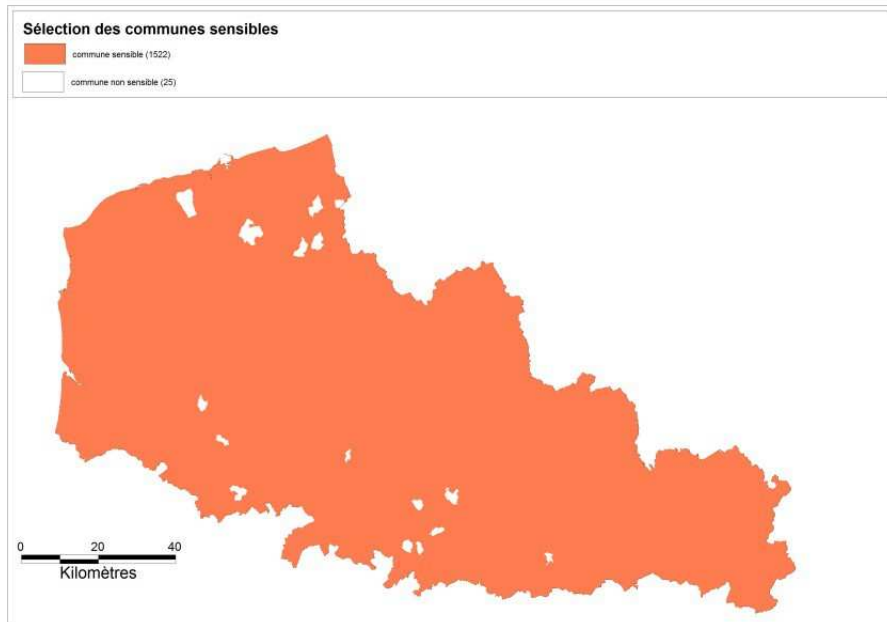 Sélection des communes sensibles
commune sensible (1522)
commune non sensible (25)
0 20 40
Kilomètres